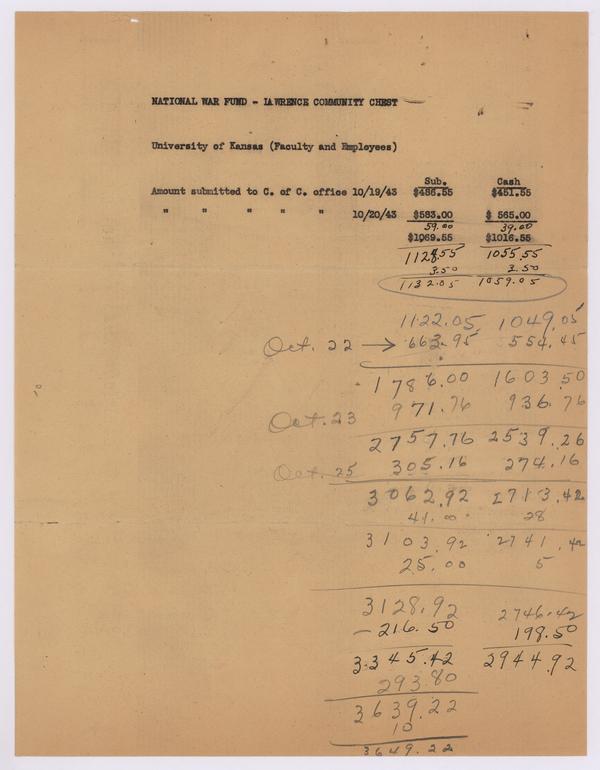 NATIONAL WAR FUND - LAWRENCE COMMUNITY CHEST
University of Kansas (Faculty and Employees)
Sub. Cash
Amount submitted to C. of C. office 10/19/43 $486.55 $451.55
" " " " " 10/20/43 $583.00 $ 565.00
59.00 39.00
$1069.55 $1016.55
1128.55 1055.55
3.50 3.50
1132.05 1059.05
1122.05 1049.05
Oct. 22 → 663.95 554.45
1786.00 1603.50
Oct. 23 971.76 936.76
2757.76 2539.26
Oct. 25 305.16 274.16
3062.92 2713.42
41.00 28
3103.92 2741.42
25.00 5
3128.92 2746.42
- 216.50 198.50
3345.42 2944.92
293.80
3639.22
10
3649.22